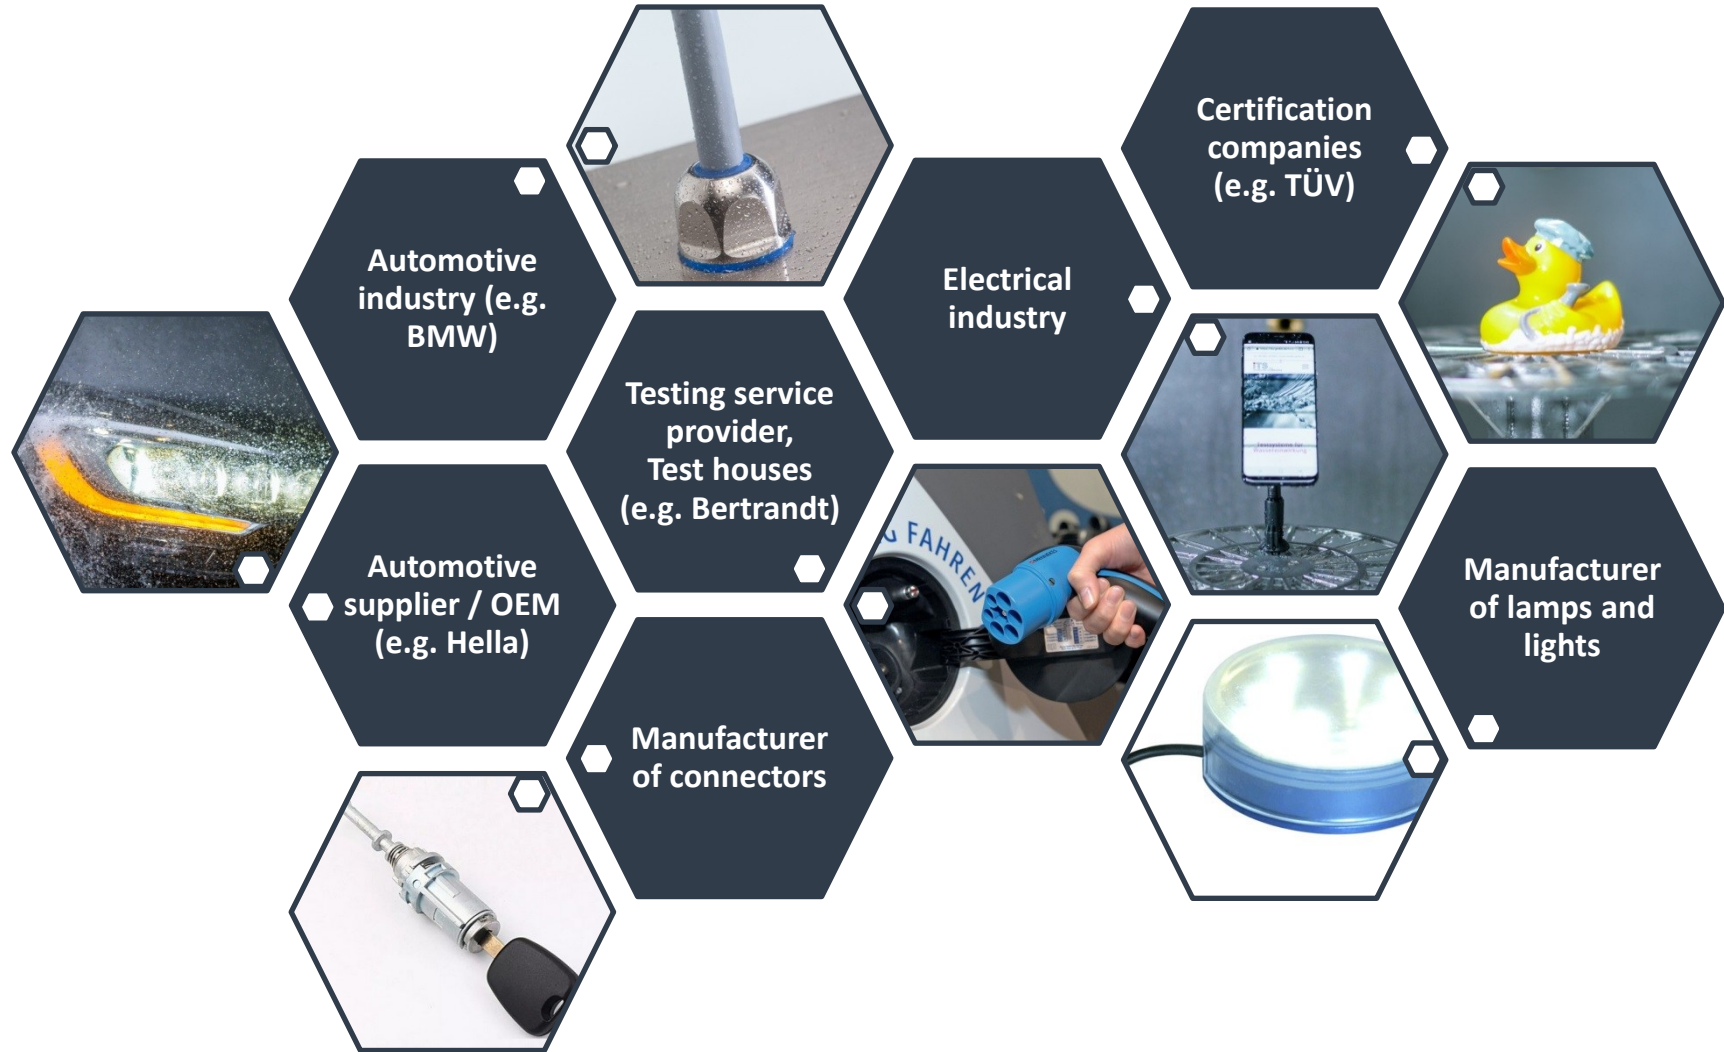 Certification
companies
(e.g. TÜV)
Automotive
industry (e.g.
BMW)
Electrical
industry
Testing service
provider,
Test houses
(e.g. Bertrandt)
G FAHREN
Automotive
supplier / OEM
(e.g. Hella)
Manufacturer
of lamps and
lights
Manufacturer
of connectors